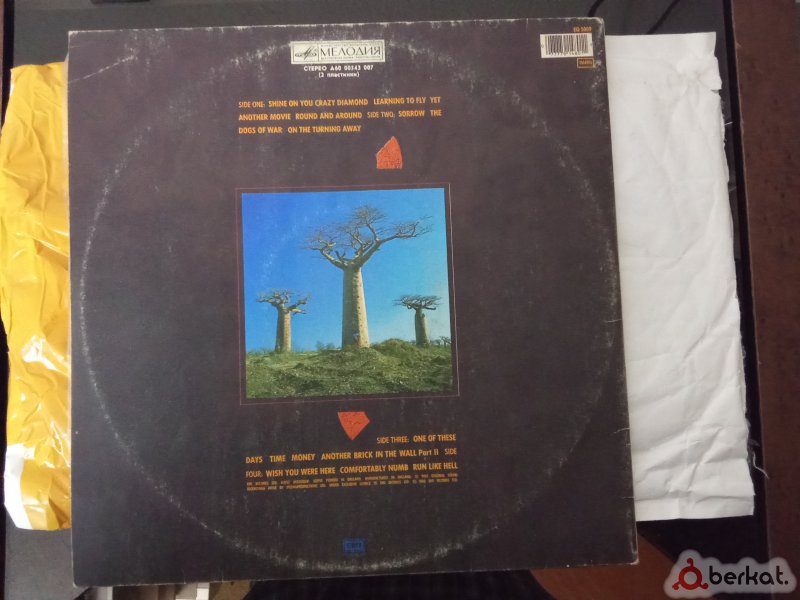 МЕЛОДИЯ
СТЕРЕО А60 00543 007
(2 пластинки)
EQ 5009
SIDE ONE: SHINE ON YOU CRAZY DIAMOND LEARNING TO FLY YET
ANOTHER MOVIE ROUND AND AROUND SIDE TWO: SORROW THE
DOGS OF WAR ON THE TURNING AWAY
SIDE THREE: ONE OF THESE
DAYS TIME MONEY ANOTHER BRICK IN THE WALL Part II SIDE
FOUR: WISH YOU WERE HERE COMFORTABLY NUMB RUN LIKE HELL
EMI
berkat.